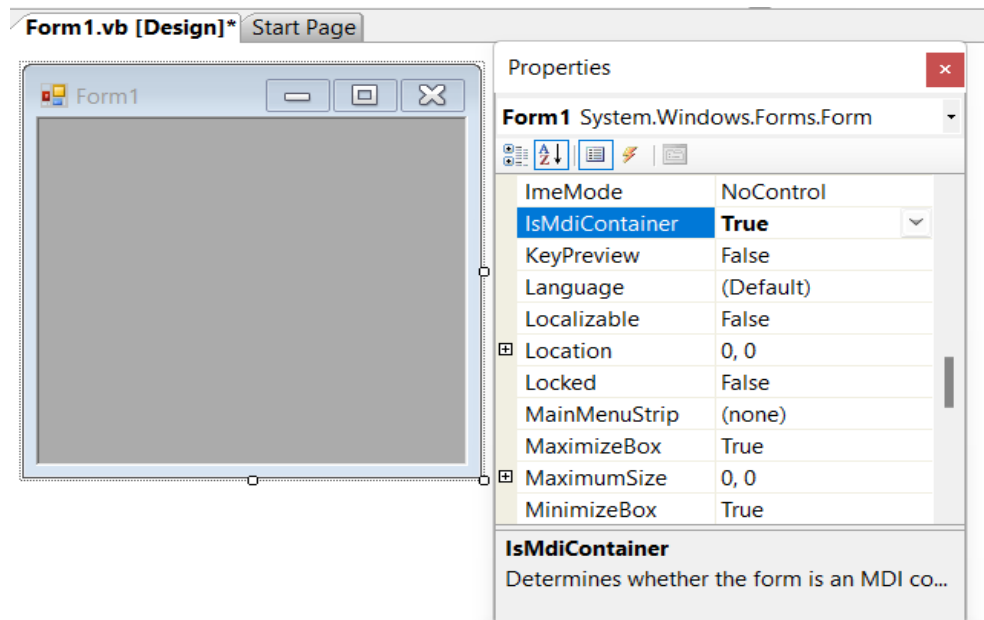 Form1.vb [Design]* Start Page
Form1
Properties
Form1 System.Windows.Forms.Form
A
Z
ImeMode NoControl
IsMdiContainer True
KeyPreview False
Language (Default)
Localizable False
Location 0, 0
Locked False
MainMenuStrip (none)
MaximizeBox True
MaximumSize 0, 0
MinimizeBox True
IsMdiContainer
Determines whether the form is an MDI co...